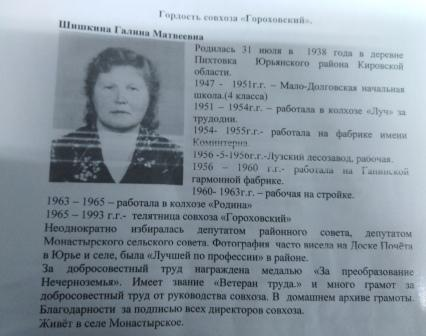 Гордость совхоза «Гороховский».
Шишкина Галина Матвеевна
Родилась 31 июля в 1938 года в деревне
Пихтовка Юрьянского района Кировской
области.
1947 - 1951г.г. – Мало-Долговская начальная
школа.(4 класса)
1951 – 1954г.г. – работала в колхозе «Луч» за
трудодни.
1954- 1955г.г.- работала на фабрике имени
Коминтерна.
1956 -5-1956г.г.-Лузский лесозавод, рабочая.
1956 – 1960 г.г.- работала на Гапинской
гармонной фабрике.
1960- 1963г.г. – рабочая на стройке.
1963 – 1965 – работала в колхозе «Родина»
1965 – 1993 г.г.- телятница совхоза «Гороховский»
Неоднократно избиралась депутатом районного совета, депутатом
Монастырского сельского совета. Фотография часто висела на Доске Почёта
в Юрье и селе, была «Лучшей по профессии» в районе.
За добросовестный труд награждена медалью «За преобразование
Нечерноземья». Имеет звание «Ветеран труда.» и много грамот за
добросовестный труд от руководства совхоза. В домашнем архиве грамоты.
Благодарности за подписью всех директоров совхоза.
Живёт в селе Монастырское.